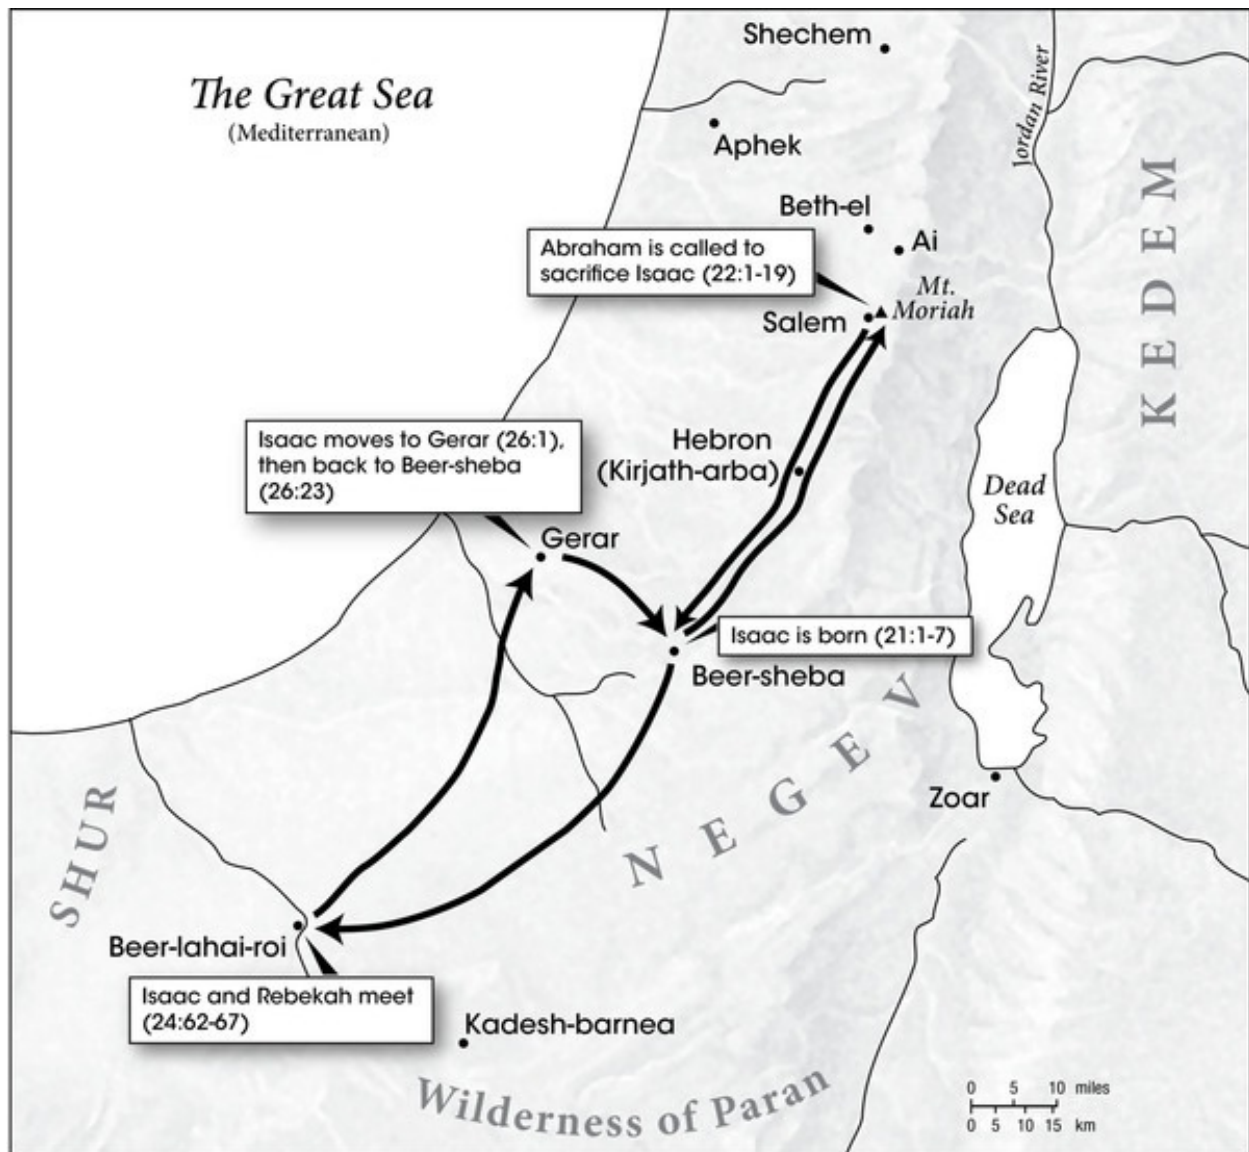 Shechem
The Great Sea
(Mediterranean)
Jordan River
Aphek
KEDEM
Beth-el
Ai
Abraham is called to
sacrifice Isaac (22:1-19)
Mt.
Moriah
Salem
Isaac moves to Gerar (26:1),
then back to Beer-sheba
(26:23)
Hebron
(Kirjath-arba)
Dead
Sea
Gerar
Isaac is born (21:1-7)
Beer-sheba
NEGEV
Zoar
SHUR
Beer-lahai-roi
Isaac and Rebekah meet
(24:62-67)
Kadesh-barnea
Wilderness of Paran
0 5 10 miles
0 5 10 15 km